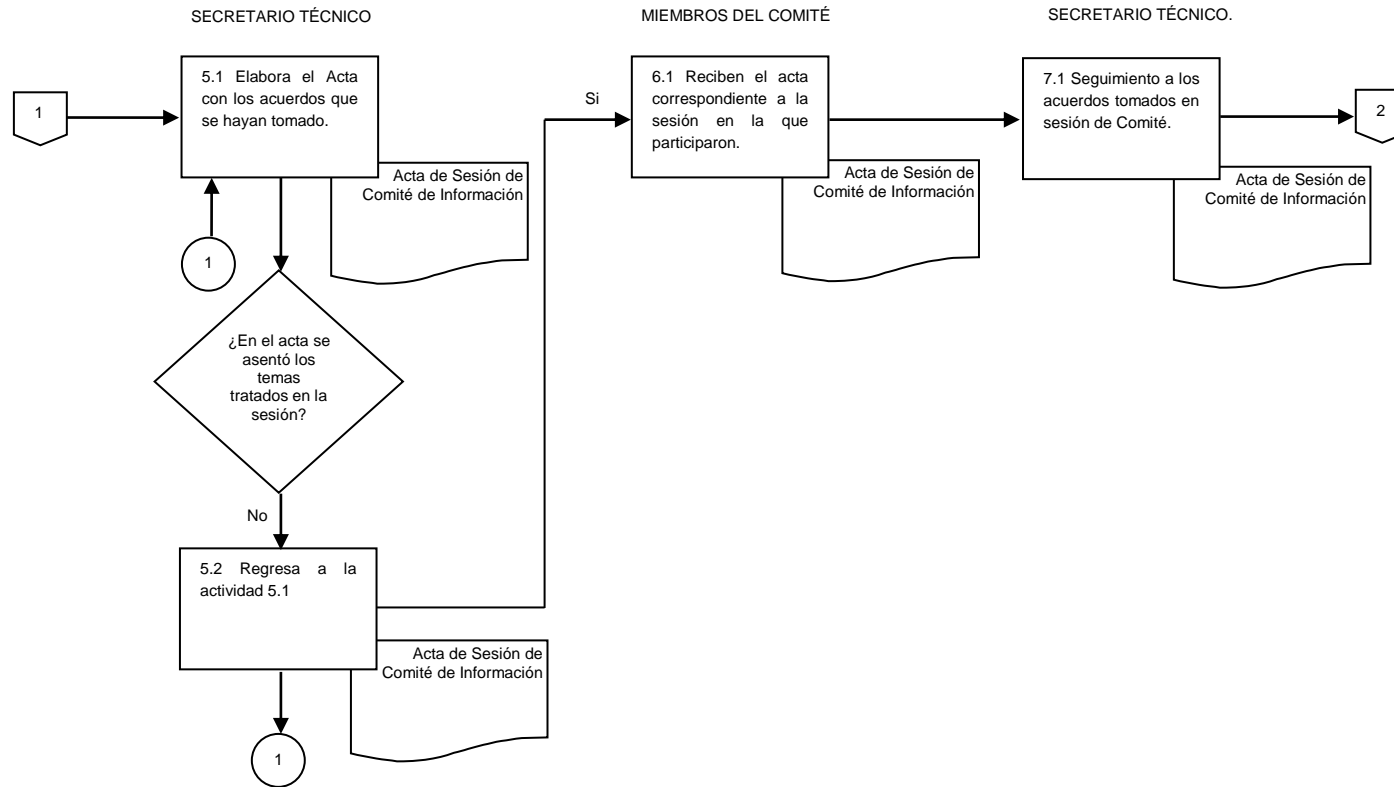 SECRETARIO TÉCNICO
MIEMBROS DEL COMITÉ
SECRETARIO TÉCNICO.
1
5.1 Elabora el Acta
con los acuerdos que
se hayan tomado.
Acta de Sesión de
Comité de Información
1
¿En el acta se
asentó los
temas
tratados en la
sesión?
No
5.2 Regresa a la
actividad 5.1
Acta de Sesión de
Comité de Información
1
Si
6.1 Reciben el acta
correspondiente a la
sesión en la que
participaron.
Acta de Sesión de
Comité de Información
7.1 Seguimiento a los
acuerdos tomados en
sesión de Comité.
Acta de Sesión de
Comité de Información
2